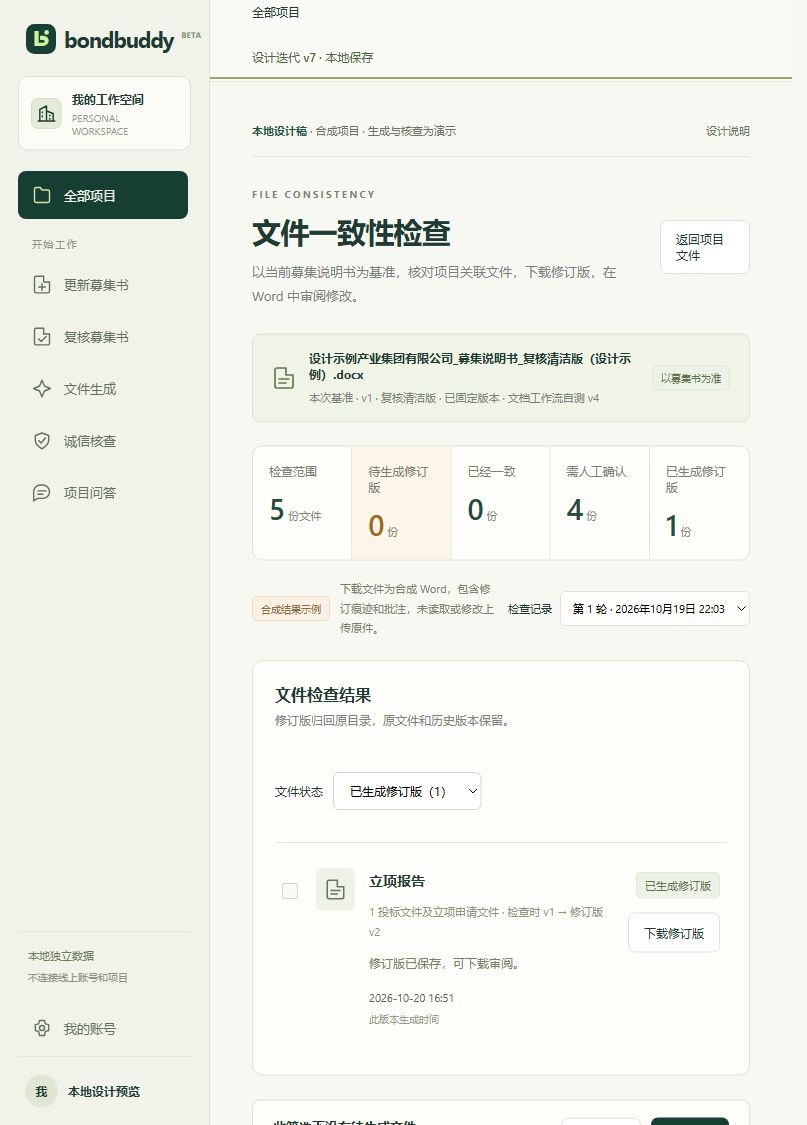 bondbuddy BETA
我的工作空间
PERSONAL
WORKSPACE
全部项目
开始工作
更新募集书
复核募集书
文件生成
诚信核查
项目问答
本地独立数据
不连接线上账号和项目
我的账号
我 本地设计预览
全部项目
设计迭代 v7 · 本地保存
本地设计稿 · 合成项目 · 生成与核查为演示
设计说明
FILE CONSISTENCY
文件一致性检查
以当前募集说明书为基准，核对项目关联文件，下载修订版，在
Word 中审阅修改。
返回项目
文件
设计示例产业集团有限公司_募集说明书_复核清洁版（设计示
例）.docx
本次基准 · v1 · 复核清洁版 · 已固定版本 · 文档工作流自测 v4
以募集书为准
检查范围
5 份文件
待生成修订
版
0 份
已经一致
0 份
需人工确认
4 份
已生成修订
版
1 份
合成结果示例
下载文件为合成 Word，包含修
订痕迹和批注，未读取或修改上
传原件。
检查记录
第 1 轮 · 2026年10月19日 22:03
文件检查结果
修订版归回原目录，原文件和历史版本保留。
文件状态
已生成修订版（1）
立项报告
1 投标文件及立项申请文件 · 检查时 v1 → 修订版
v2
修订版已保存，可下载审阅。
2026-10-20 16:51
此版本生成时间
已生成修订版
下载修订版